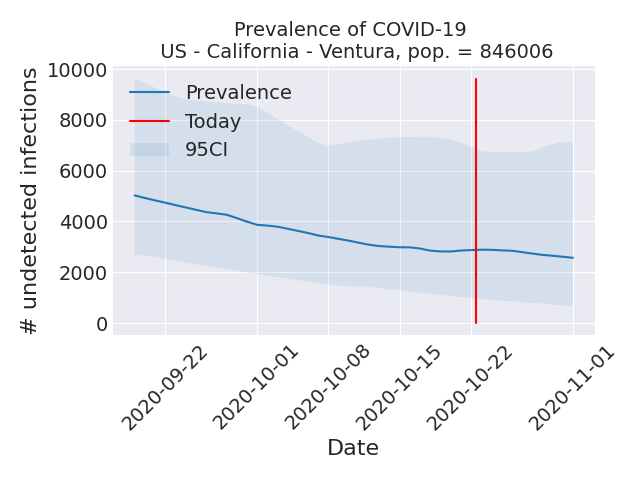 Prevalence of COVID-19
US - California - Ventura, pop. = 846006
# undetected infections
10000
8000
6000
4000
2000
0
Prevalence
Today
95CI
2020-09-22
2020-10-01
2020-10-08
2020-10-15
2020-10-22
2020-11-01
Date